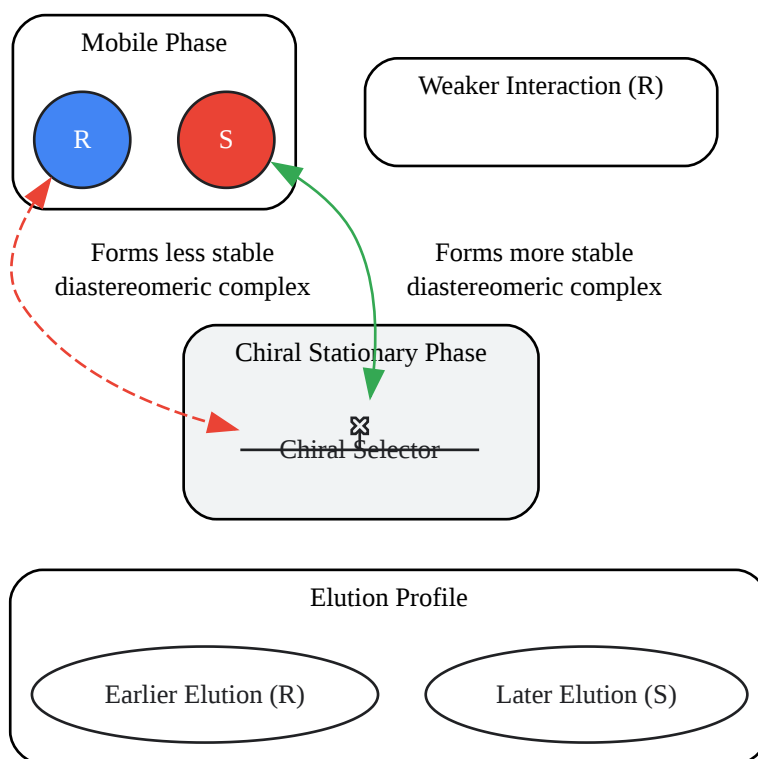 Mobile Phase
R
S
Weaker Interaction (R)
Forms less stable
diastereomeric complex
Forms more stable
diastereomeric complex
Chiral Stationary Phase
Chiral Selector
Elution Profile
Earlier Elution (R)
Later Elution (S)